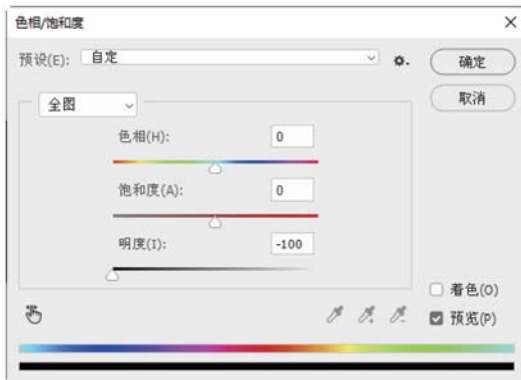 色相/饱和度
预设(E): 自定
确定
取消
全图
色相(H): 0
饱和度(A): 0
明度(I): -100
着色(O)
预览(P)